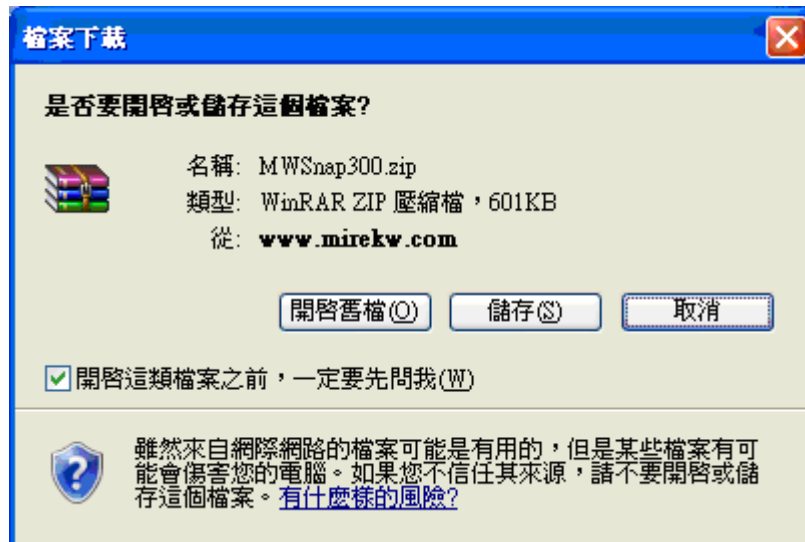 檔案下載
是否要開啓或儲存這個檔案?
名稱: MWSnap300.zip
類型: WinRAR ZIP 壓縮檔，601KB
從: www.mirekw.com
開啓舊檔(O) 儲存(S) 取消
開啓這類檔案之前，一定要先問我(W)
雖然來自網際網路的檔案可能是有用的，但是某些檔案有可
能會傷害您的電腦。如果您不信任其來源，請不要開啓或儲
存這個檔案。有什麼樣的風險?